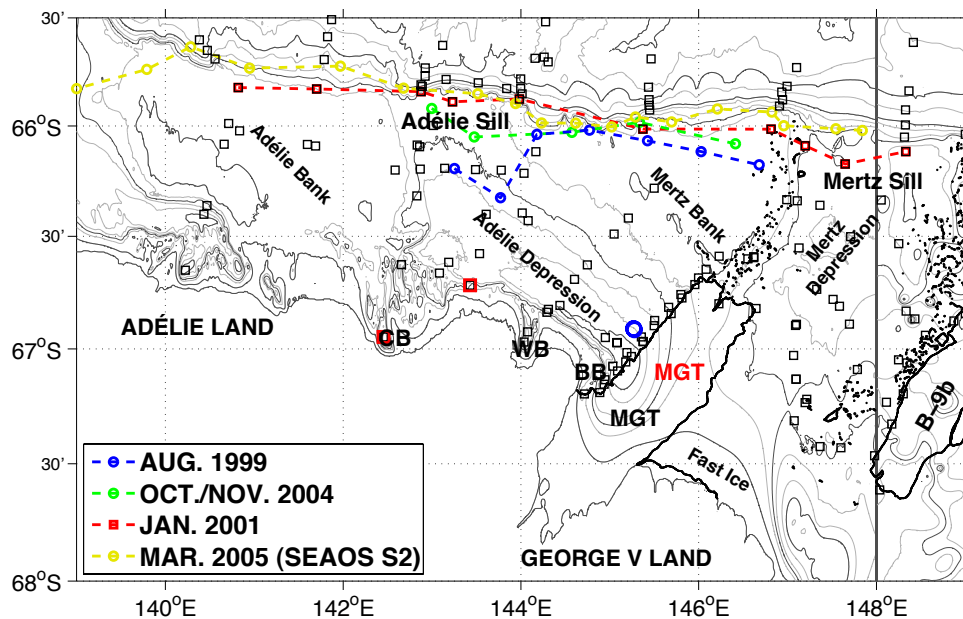 66°S
30'
67°S
30'
68°S
140°E
142°E
144°E
146°E
148°E
Adélie Sill
Adélie Bank
Mertz Bank
Mertz Sill
Adélie Depression
Mertz
Depression
ADÉLIE LAND
CB
WB
BB
MGT
MGT
B-9b
Fast Ice
GEORGE V LAND
AUG. 1999
OCT./NOV. 2004
JAN. 2001
MAR. 2005 (SEAOS S2)